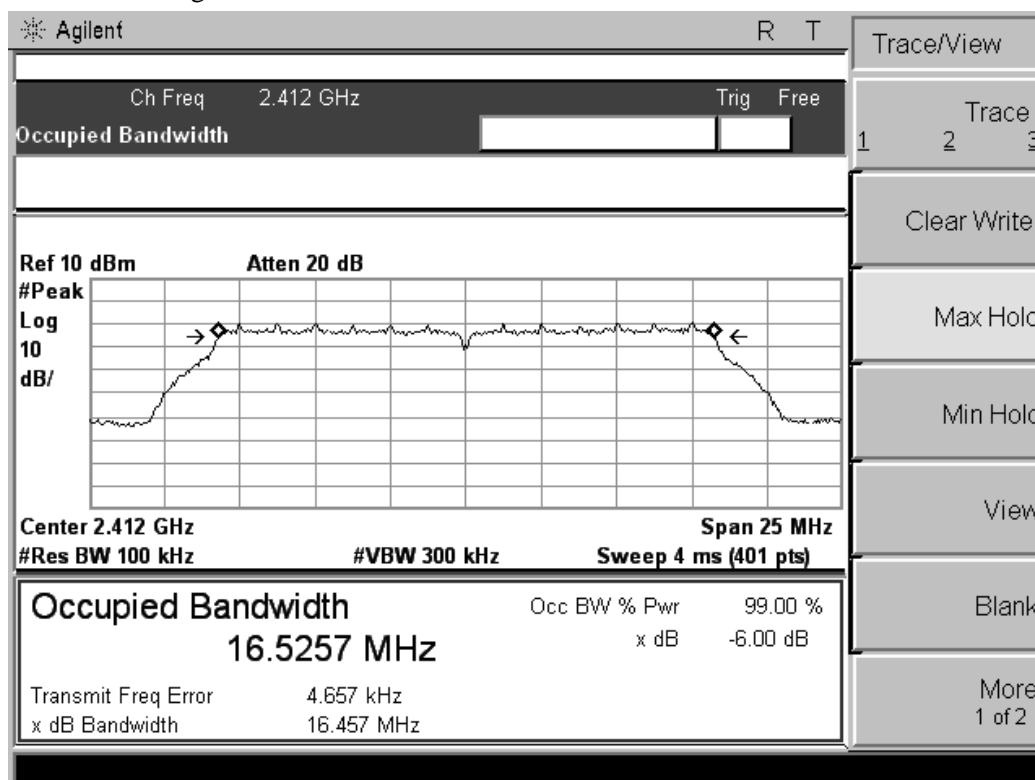 Agilent R T
Trace/View
Ch Freq 2.412 GHz Trig Free
Occupied Bandwidth
Trace
1 2 3
Clear Write
Max Hold
Min Hold
View
Blank
More
1 of 2
Ref 10 dBm Atten 20 dB
#Peak
Log
10
dB/
Center 2.412 GHz Span 25 MHz
#Res BW 100 kHz #VBW 300 kHz Sweep 4 ms (401 pts)
Occupied Bandwidth
16.5257 MHz
Occ BW % Pwr 99.00 %
x dB -6.00 dB
Transmit Freq Error 4.657 kHz
x dB Bandwidth 16.457 MHz